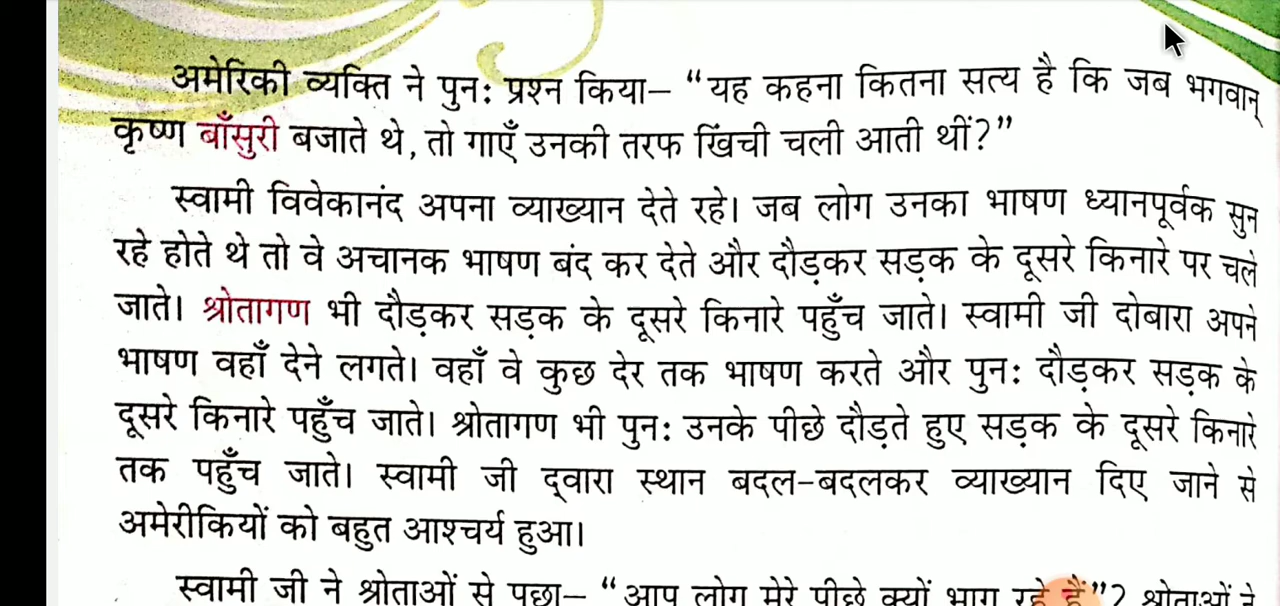 अमेरिकी व्यक्ति ने पुनः प्रश्न किया– “यह कहना कितना सत्य है कि जब भगवान्
कृष्ण बाँसुरी बजाते थे, तो गाएँ उनकी तरफ खिंची चली आती थीं?”
स्वामी विवेकानंद अपना व्याख्यान देते रहे। जब लोग उनका भाषण ध्यानपूर्वक सुन
रहे होते थे तो वे अचानक भाषण बंद कर देते और दौड़कर सड़क के दूसरे किनारे पर चले
जाते। श्रोतागण भी दौड़कर सड़क के दूसरे किनारे पहुँच जाते। स्वामी जी दोबारा अपने
भाषण वहाँ देने लगते। वहाँ वे कुछ देर तक भाषण करते और पुनः दौड़कर सड़क के
दूसरे किनारे पहुँच जाते। श्रोतागण भी पुनः उनके पीछे दौड़ते हुए सड़क के दूसरे किनारे
तक पहुँच जाते। स्वामी जी द्‌वारा स्थान बदल-बदलकर व्याख्यान दिए जाने से
अमेरीकियों को बहुत आश्चर्य हुआ।
स्वामी जी ने श्रोताओं से पूछा– “आप लोग मेरे पीछे क्यों भाग रहे हैं”? श्रोताओं ने